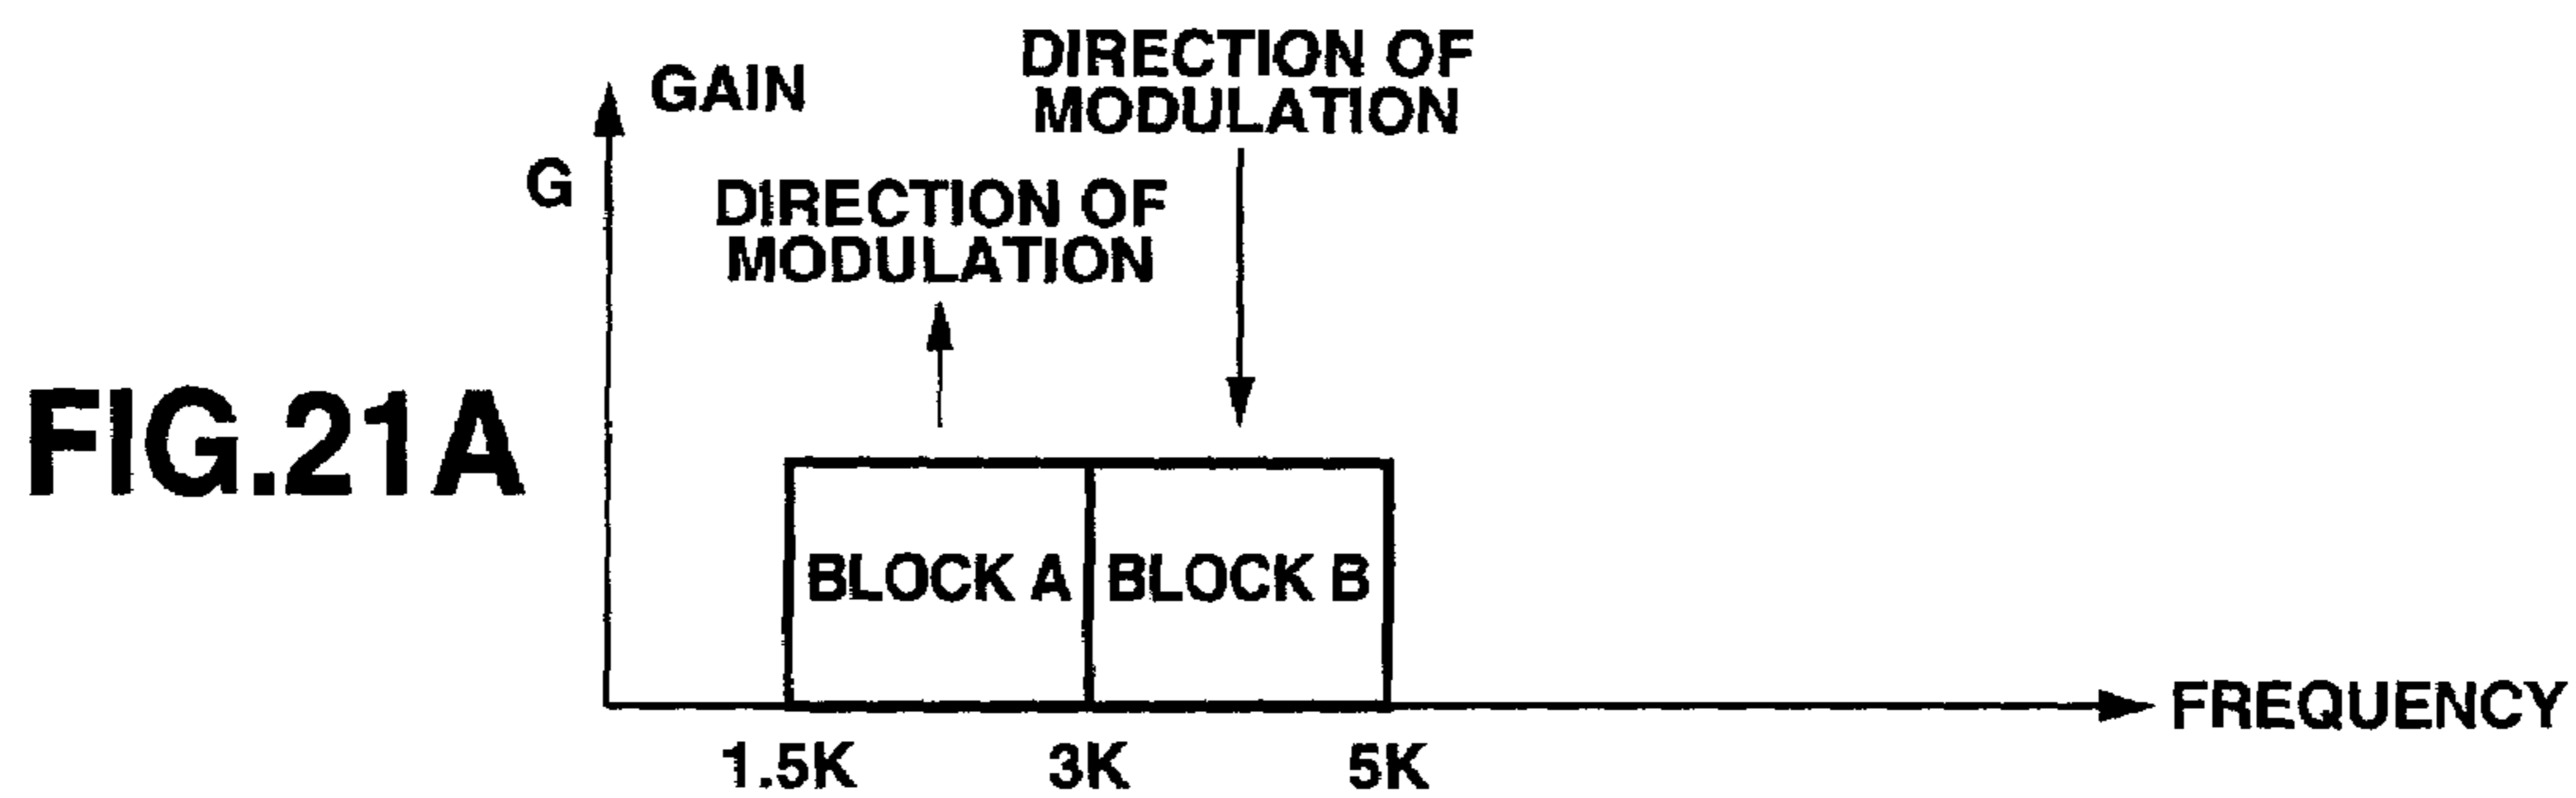 FIG.21A
GAIN
G
DIRECTION OF
MODULATION
DIRECTION OF
MODULATION
BLOCK A
BLOCK B
1.5K
3K
5K
FREQUENCY